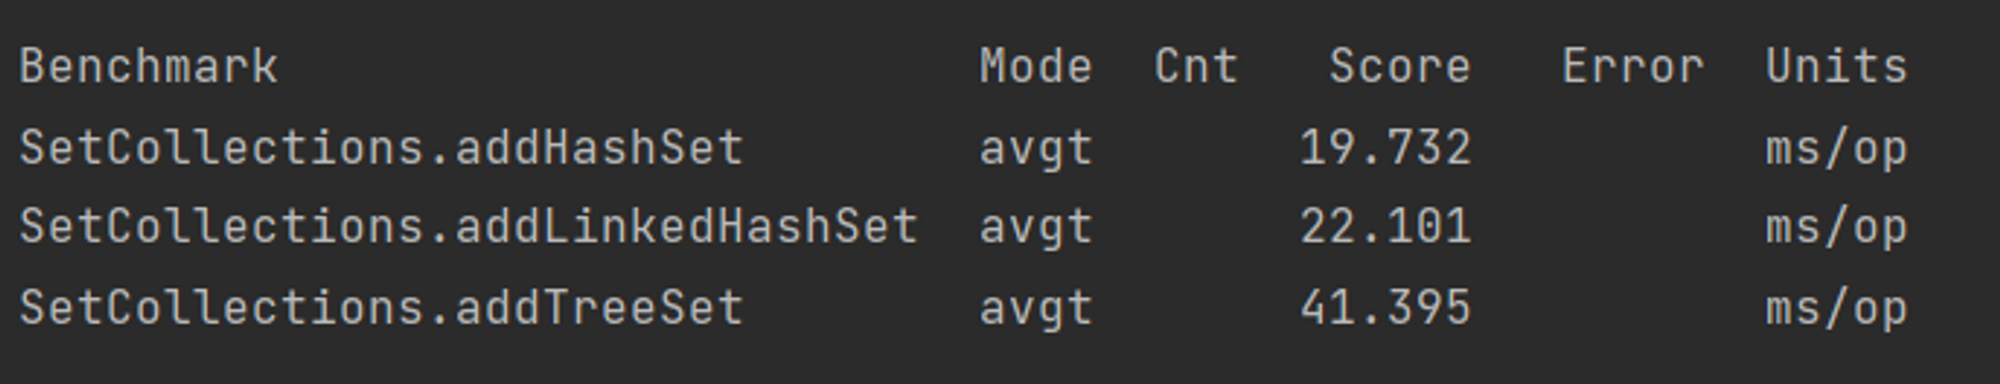 Benchmark Mode Cnt Score Error Units
SetCollections.addHashSet avgt 19.732 ms/op
SetCollections.addLinkedHashSet avgt 22.101 ms/op
SetCollections.addTreeSet avgt 41.395 ms/op